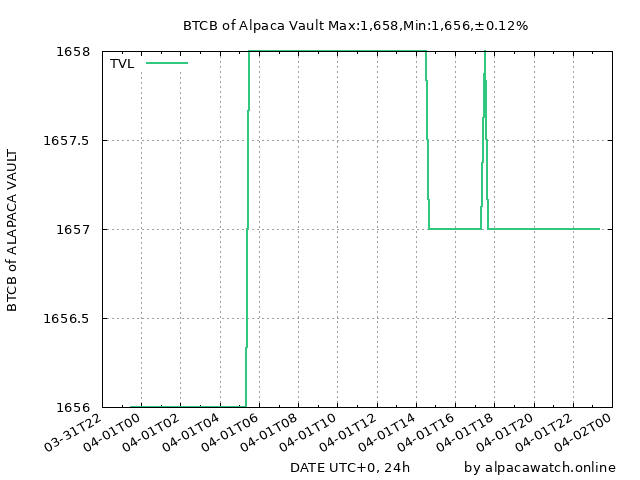 BTCB of Alpaca Vault Max:1,658,Min:1,656,±0.12%
TVL
1658
1657.5
1657
1656.5
1656
BTCB of ALAPACA VAULT
03-31T22
04-01T00
04-01T02
04-01T04
04-01T06
04-01T08
04-01T10
04-01T12
04-01T14
04-01T16
04-01T18
04-01T20
04-01T22
04-02T00
DATE UTC+0, 24h
by alpacawatch.online